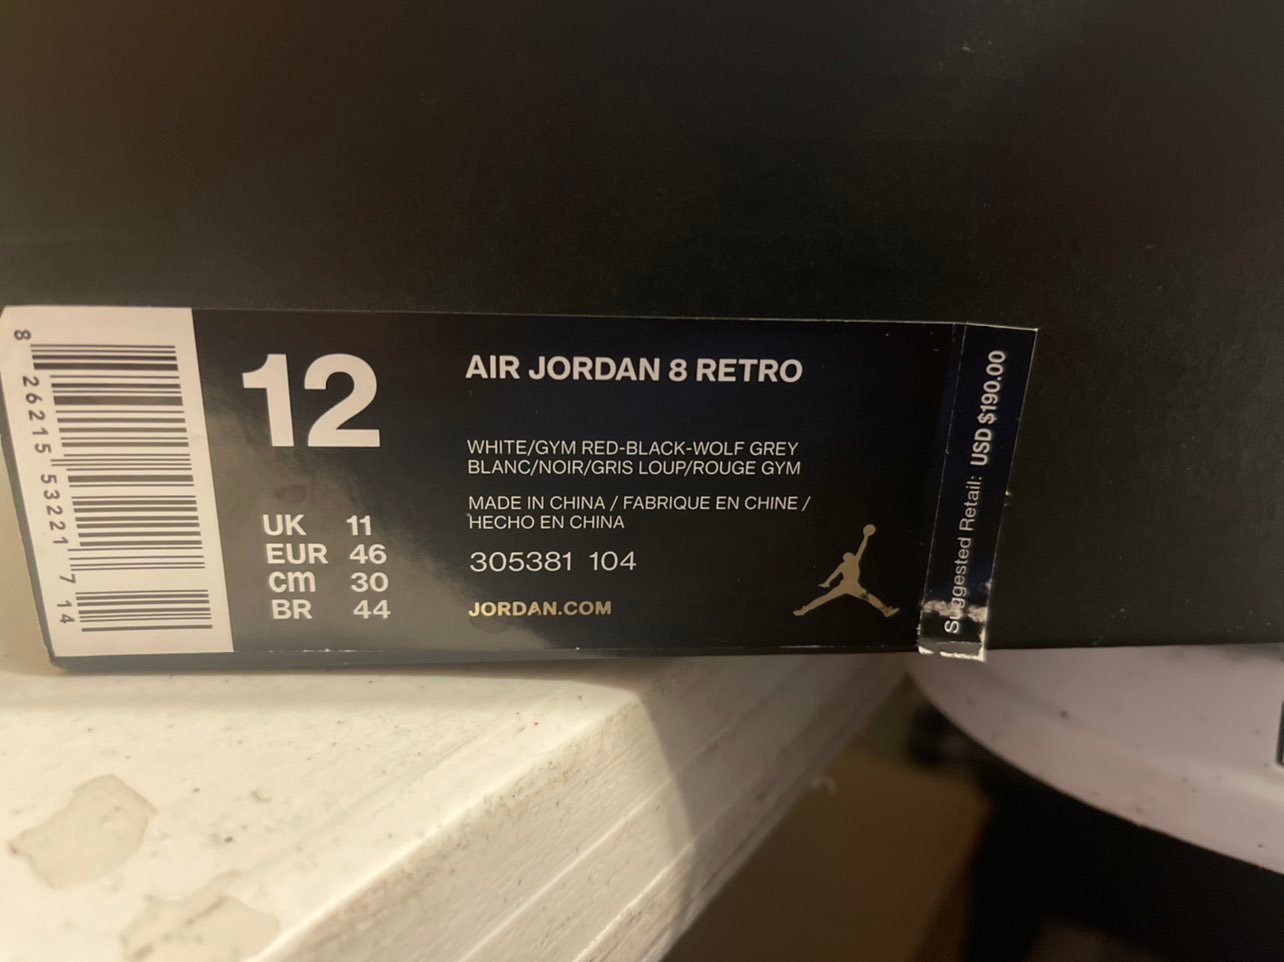 8 26215 53221 7 14
12
UK 11
EUR 46
cm 30
BR 44
AIR JORDAN 8 RETRO
WHITE/GYM RED-BLACK-WOLF GREY
BLANC/NOIR/GRIS LOUP/ROUGE GYM
MADE IN CHINA / FABRIQUE EN CHINE /
HECHO EN CHINA
305381 104
JORDAN.COM
Suggested Retail: USD $190.00